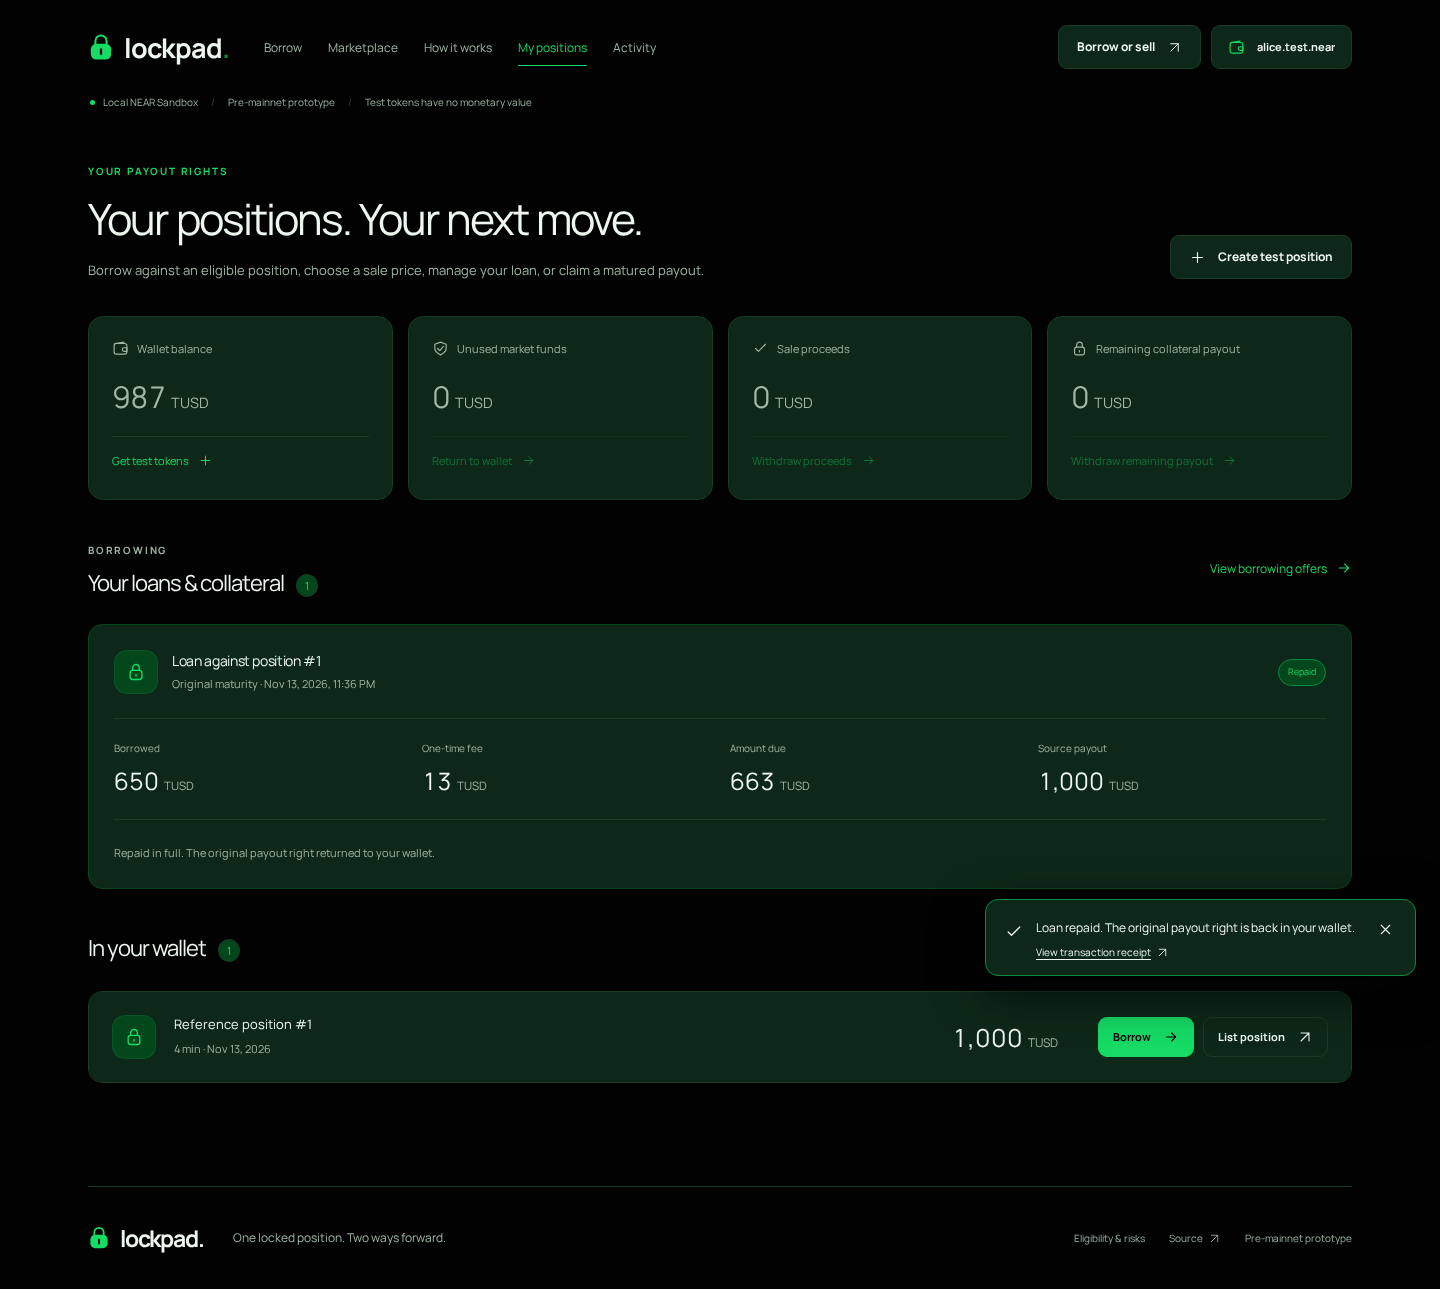 lockpad.
Borrow
Marketplace
How it works
My positions
Activity
Borrow or sell
alice.test.near
Local NEAR Sandbox / Pre-mainnet prototype / Test tokens have no monetary value
YOUR PAYOUT RIGHTS
Your positions. Your next move.
Borrow against an eligible position, choose a sale price, manage your loan, or claim a matured payout.
Create test position
Wallet balance
987 TUSD
Get test tokens
Unused market funds
0 TUSD
Return to wallet
Sale proceeds
0 TUSD
Withdraw proceeds
Remaining collateral payout
0 TUSD
Withdraw remaining payout
BORROWING
Your loans & collateral 1
View borrowing offers
Loan against position #1
Original maturity · Nov 13, 2026, 11:36 PM
Repaid
Borrowed
650 TUSD
One-time fee
13 TUSD
Amount due
663 TUSD
Source payout
1,000 TUSD
Repaid in full. The original payout right returned to your wallet.
Loan repaid. The original payout right is back in your wallet.
View transaction receipt
In your wallet 1
Reference position #1
4 min · Nov 13, 2026
1,000 TUSD
Borrow
List position
lockpad.
One locked position. Two ways forward.
Eligibility & risks
Source
Pre-mainnet prototype